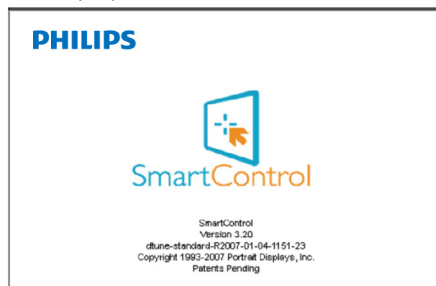 PHILIPS
SmartControl
SmartControl
Version 3.20
dtune-standard-R2007-01-04-1151-23
Copyright 1993-2007 Portrait Displays, Inc.
Patents Pending